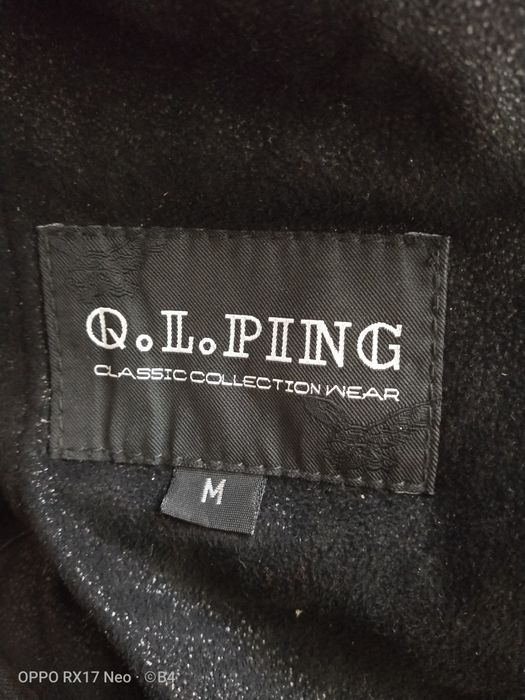 Q.L.PING
CLASSIC COLLECTION WEAR
M
OPPO RX17 Neo · ©B4